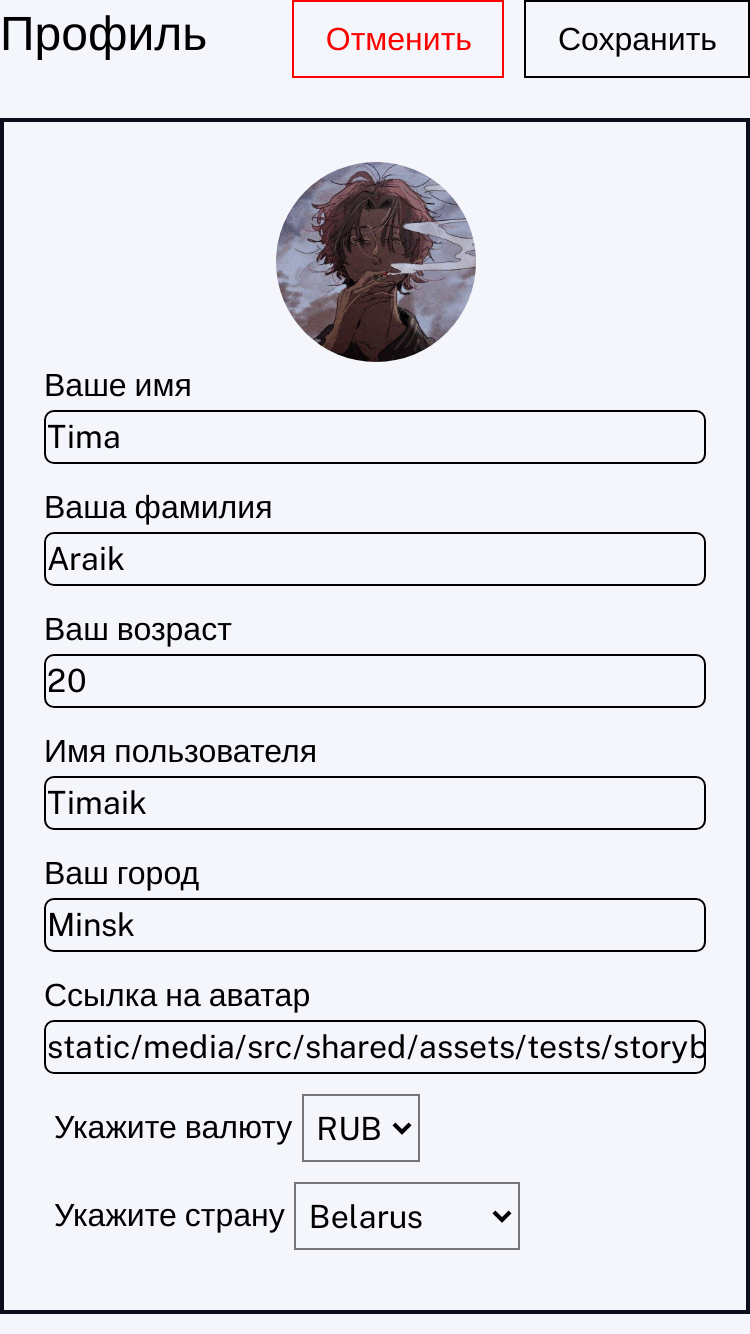 Профиль
Отменить
Сохранить
Ваше имя
Tima
Ваша фамилия
Araik
Ваш возраст
20
Имя пользователя
Timaik
Ваш город
Minsk
Ссылка на аватар
static/media/src/shared/assets/tests/storyb
Укажите валюту RUB
Укажите страну Belarus